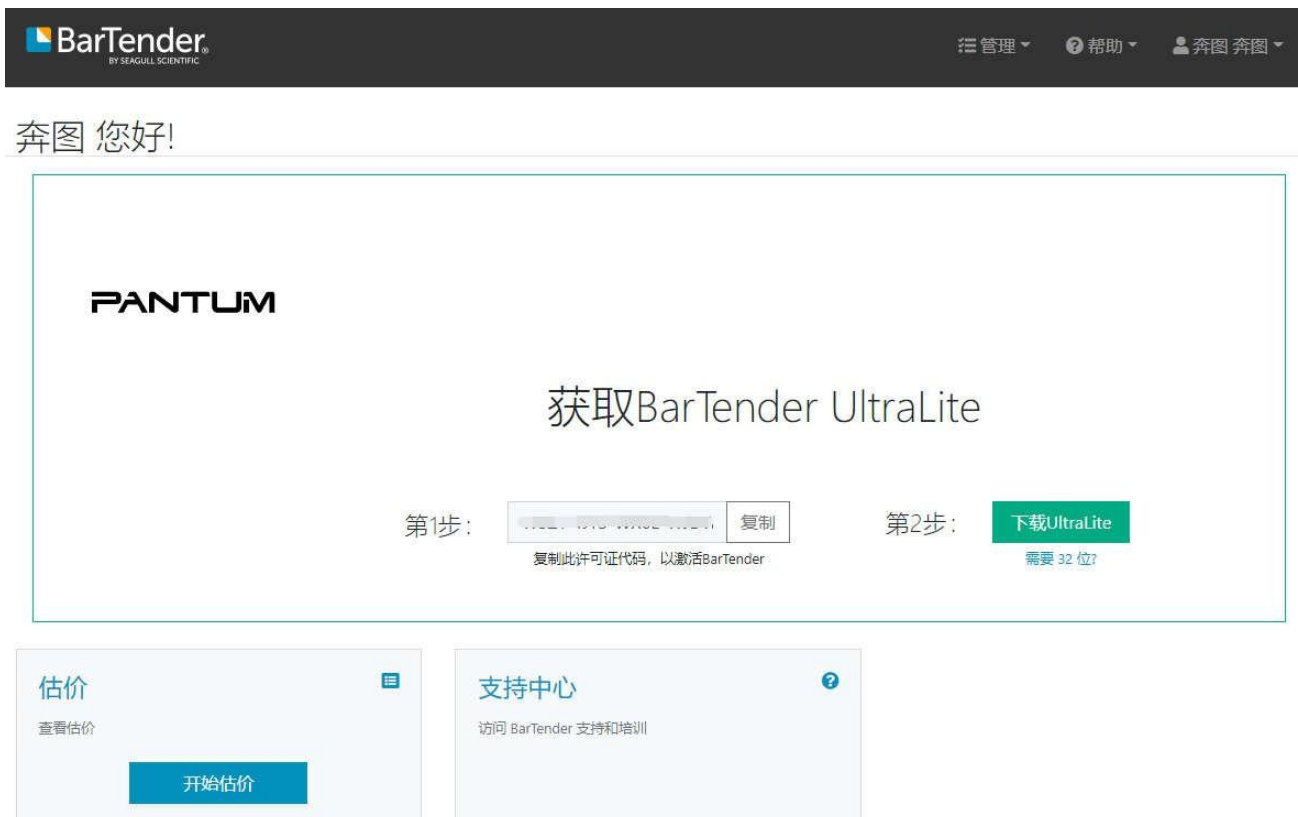 BarTender®
BY SEAGULL SCIENTIFIC
管理
帮助
奔图 奔图
奔图 您好!
PANTUM
获取BarTender UltraLite
第1步:
复制
第2步:
下载UltraLite
复制此许可证代码，以激活BarTender
需要 32 位?
估价
支持中心
查看估价
访问 BarTender 支持和培训
开始估价